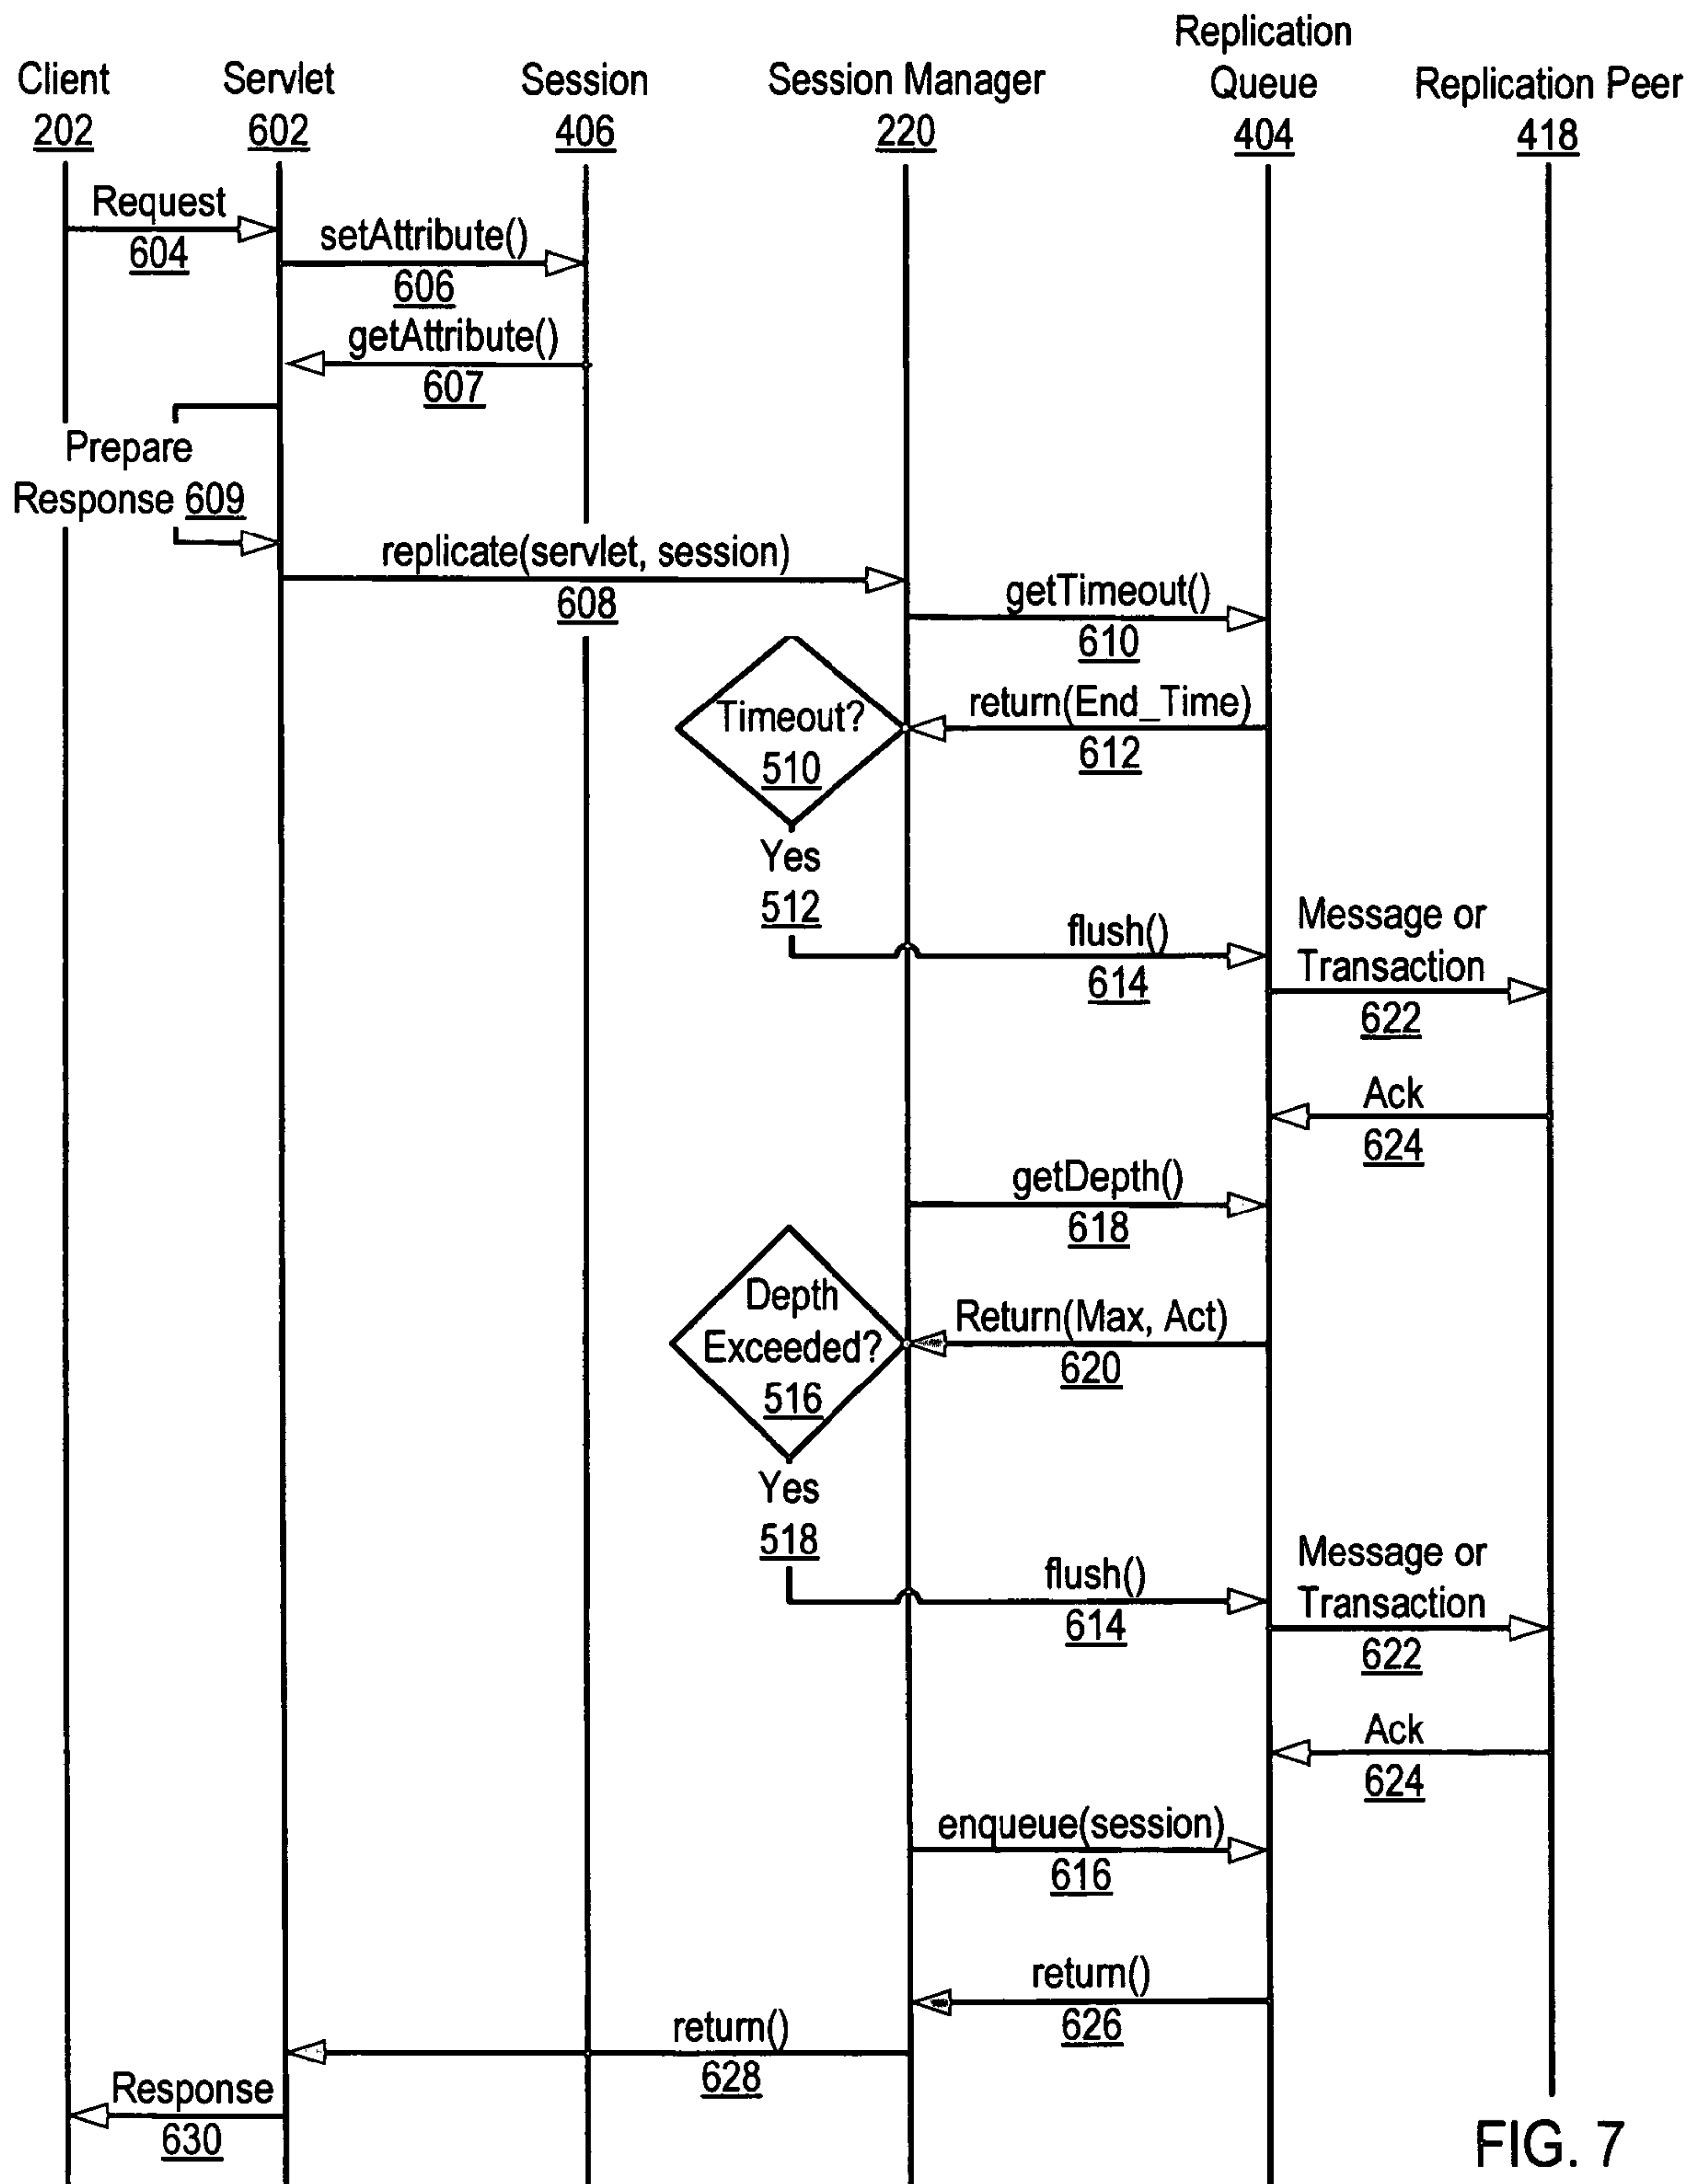 Replication
Client Servlet Session Session Manager Queue Replication Peer
202 602 406 220 404 418
Request
604
setAttribute()
606
getAttribute()
607
Prepare
Response 609
replicate(servlet, session)
608
getTimeout()
610
return(End_Time)
612
Timeout?
510
Yes
512
flush()
614
Message or
Transaction
622
Ack
624
getDepth()
618
Return(Max, Act)
620
Depth
Exceeded?
516
Yes
518
flush()
614
Message or
Transaction
622
Ack
624
enqueue(session)
616
return()
626
return()
628
Response
630
FIG. 7